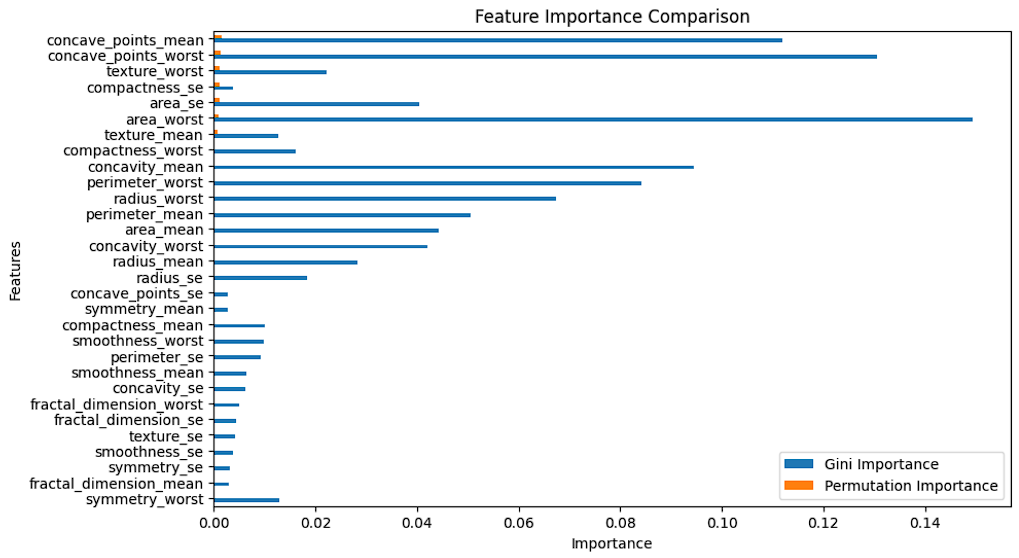 Feature Importance Comparison
concave_points_mean
concave_points_worst
texture_worst
compactness_se
area_se
area_worst
texture_mean
compactness_worst
concavity_mean
perimeter_worst
radius_worst
perimeter_mean
area_mean
concavity_worst
radius_mean
radius_se
concave_points_se
symmetry_mean
compactness_mean
smoothness_worst
perimeter_se
smoothness_mean
concavity_se
fractal_dimension_worst
fractal_dimension_se
texture_se
smoothness_se
symmetry_se
fractal_dimension_mean
symmetry_worst
Features
Gini Importance
Permutation Importance
0.00 0.02 0.04 0.06 0.08 0.10 0.12 0.14
Importance